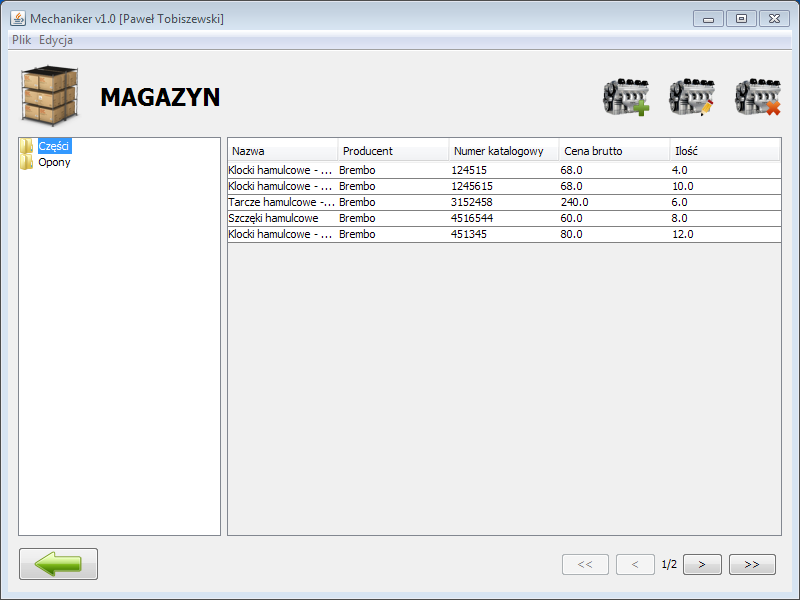 Mechaniker v1.0 [Paweł Tobiszewski]
Plik Edycja
MAGAZYN
Części
Opony
Nazwa Producent Numer katalogowy Cena brutto Ilość
Klocki hamulcowe - ... Brembo 124515 68.0 4.0
Klocki hamulcowe - ... Brembo 1245615 68.0 10.0
Tarcze hamulcowe -... Brembo 3152458 240.0 6.0
Szczęki hamulcowe Brembo 4516544 60.0 8.0
Klocki hamulcowe - ... Brembo 451345 80.0 12.0
<< < 1/2 > >>